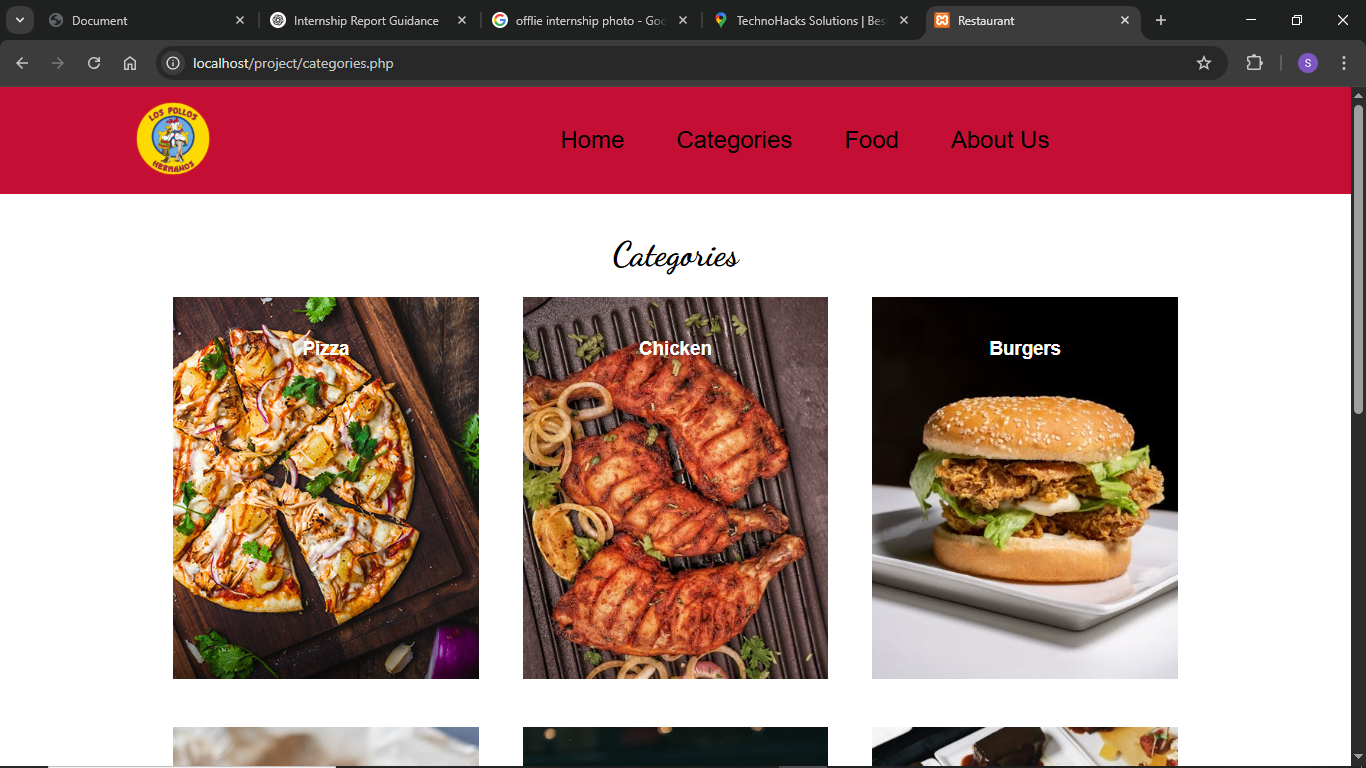 Document
Internship Report Guidance
offlie internship photo - Goo
TechnoHacks Solutions | Bes
Restaurant
localhost/project/categories.php
S
LOS POLLOS
HERMANOS
Home
Categories
Food
About Us
Categories
Pizza
Chicken
Burgers